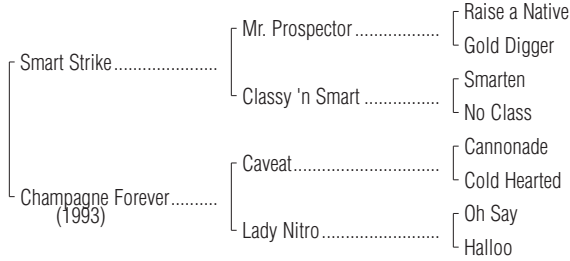 Raise a Native
Mr. Prospector ..................
Gold Digger
Smart Strike......................
Smarten
Classy 'n Smart ................
No Class
Cannonade
Caveat...............................
Cold Hearted
Champagne Forever..........
(1993)
Oh Say
Lady Nitro.........................
Halloo